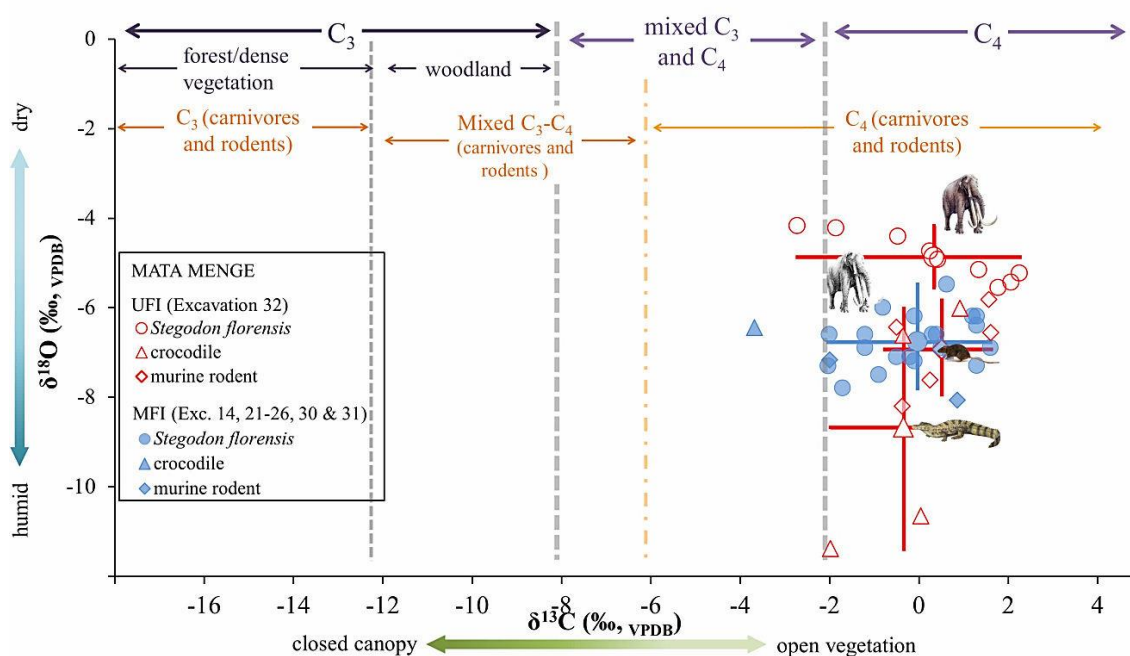 C3
mixed C3
and C4
C4
forest/dense
vegetation
woodland
C3 (carnivores
and rodents)
Mixed C3-C4
(carnivores and
rodents )
C4 (carnivores
and rodents)
0
-2
-4
-6
-8
-10
dry
humid
δ18O (‰, VPDB)
MATA MENGE
UFI (Excavation 32)
Stegodon florensis
crocodile
murine rodent
MFI (Exc. 14, 21-26, 30 & 31)
Stegodon florensis
crocodile
murine rodent
-16 -14 -12 -10 -8 -6 -4 -2 0 2 4
δ13C (‰, VPDB)
closed canopy open vegetation